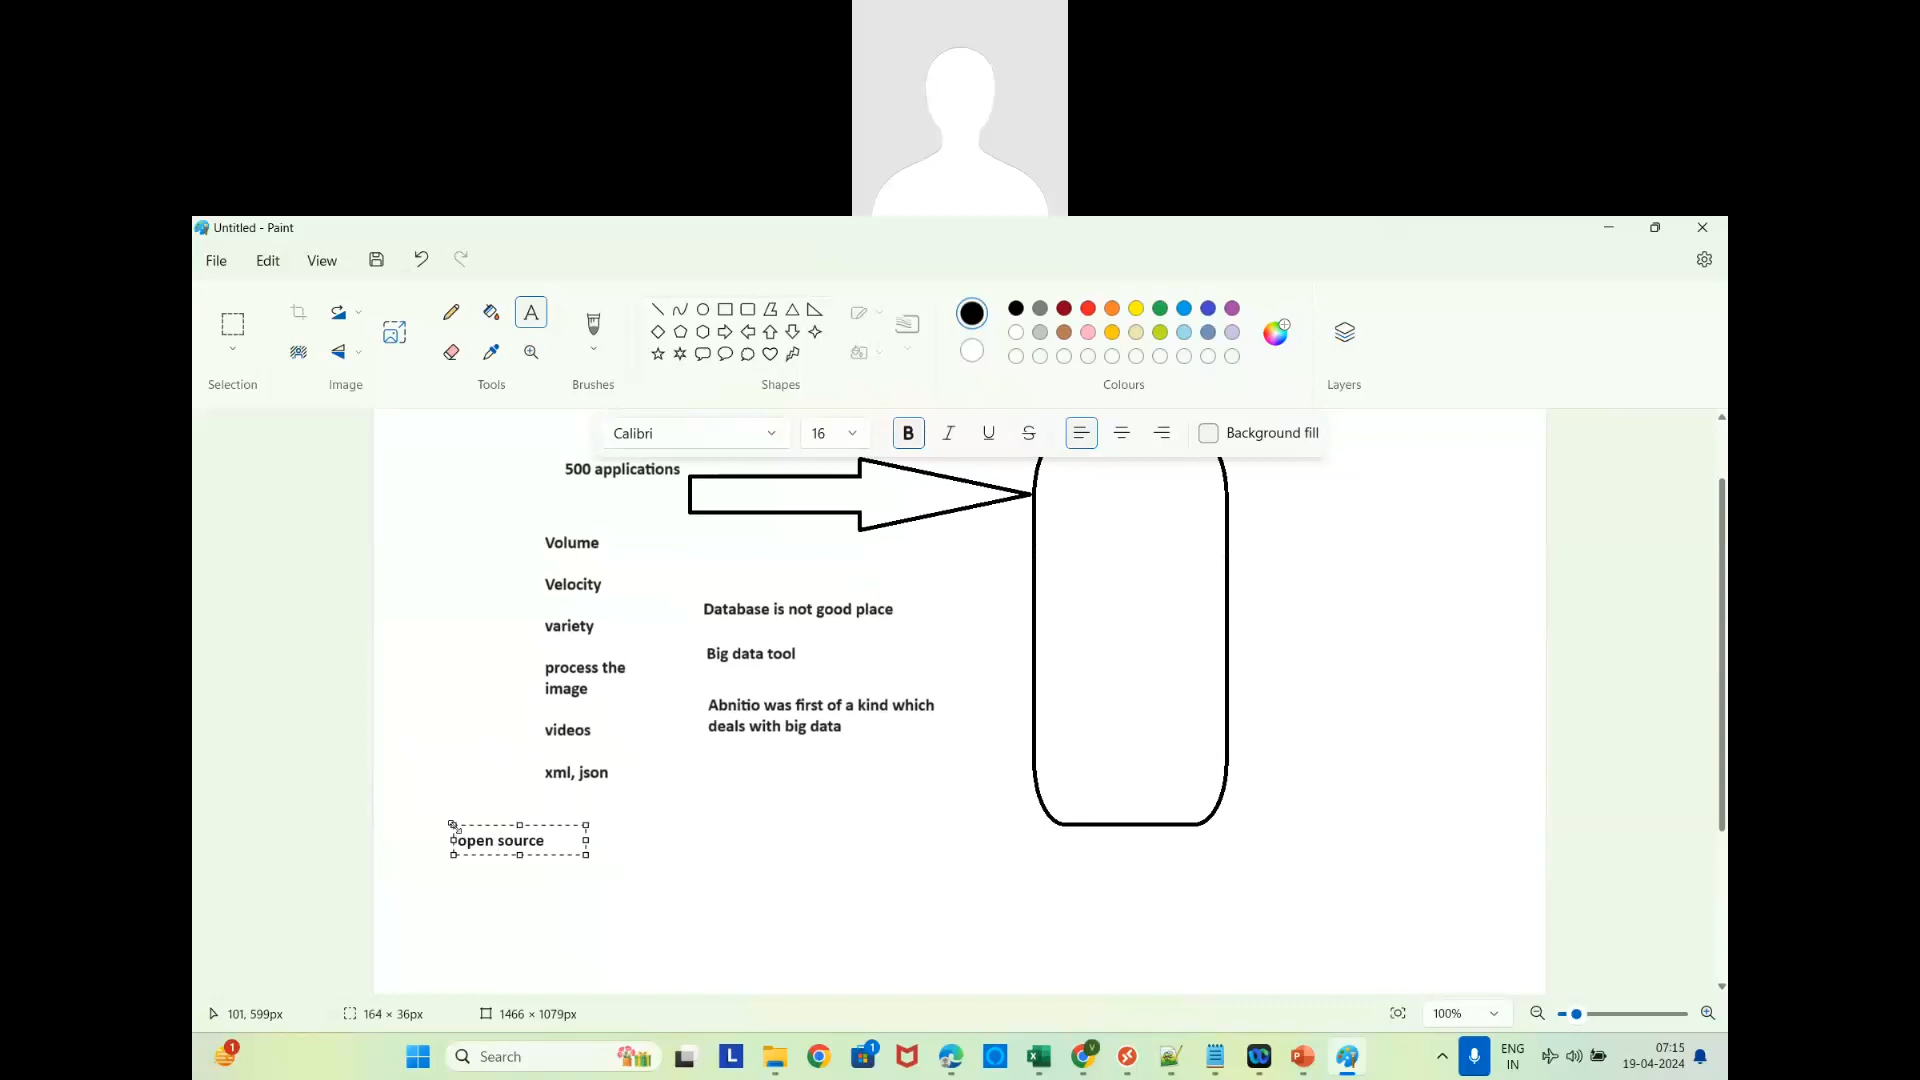 Untitled - Paint
File Edit View
Selection Image Tools Brushes Shapes Colours Layers
Calibri 16 B I U S Background fill
500 applications
Volume
Velocity
variety
process the
image
videos
xml, json
Database is not good place
Big data tool
Abnitio was first of a kind which
deals with big data
open source
101, 599px 164 × 36px 1466 × 1079px 100%
1 Search L 1 V ENG
IN
07:15
19-04-2024